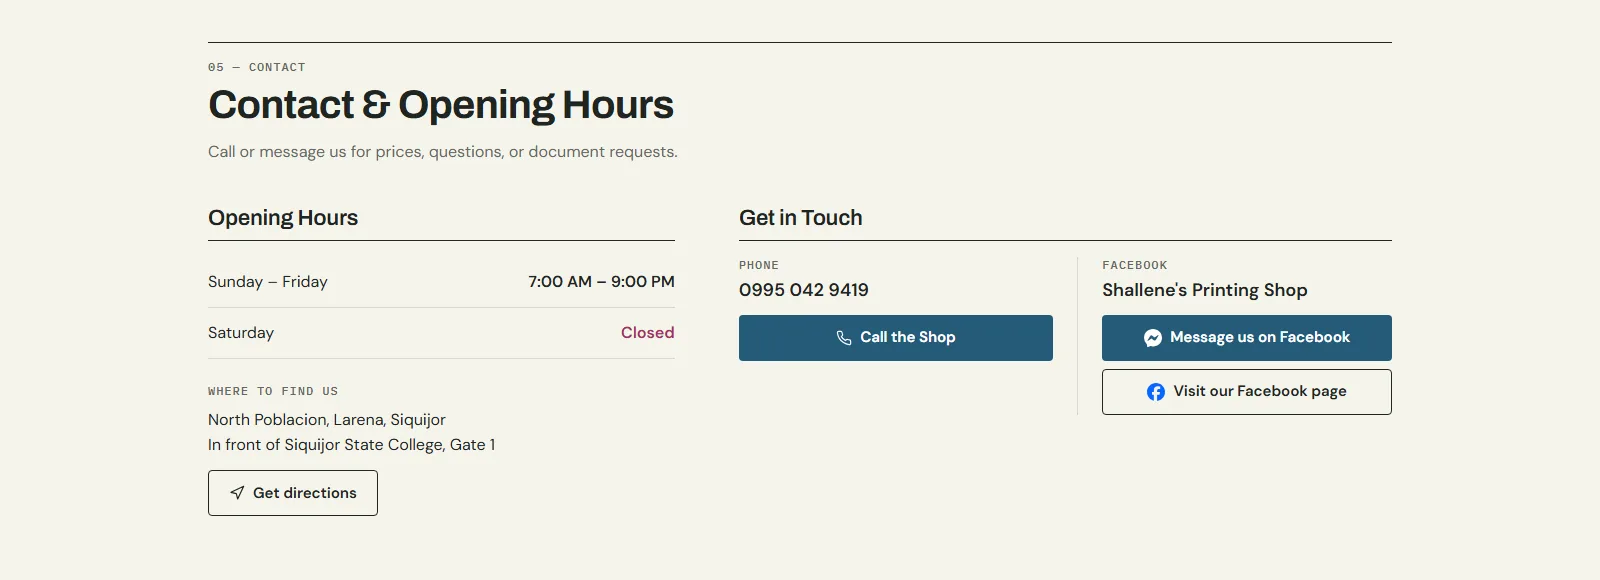 05 — CONTACT
Contact & Opening Hours
Call or message us for prices, questions, or document requests.
Opening Hours
Sunday – Friday 7:00 AM – 9:00 PM
Saturday Closed
WHERE TO FIND US
North Poblacion, Larena, Siquijor
In front of Siquijor State College, Gate 1
Get directions
Get in Touch
PHONE
0995 042 9419
Call the Shop
FACEBOOK
Shallene's Printing Shop
Message us on Facebook
Visit our Facebook page